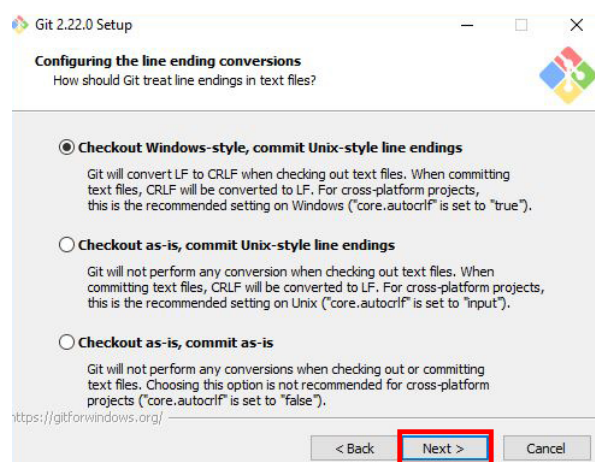 Git 2.22.0 Setup
Configuring the line ending conversions
How should Git treat line endings in text files?
Checkout Windows-style, commit Unix-style line endings
Git will convert LF to CRLF when checking out text files. When committing
text files, CRLF will be converted to LF. For cross-platform projects,
this is the recommended setting on Windows ("core.autocrlf" is set to "true").
Checkout as-is, commit Unix-style line endings
Git will not perform any conversion when checking out text files. When
committing text files, CRLF will be converted to LF. For cross-platform projects,
this is the recommended setting on Unix ("core.autocrlf" is set to "input").
Checkout as-is, commit as-is
Git will not perform any conversions when checking out or committing
text files. Choosing this option is not recommended for cross-platform
projects ("core.autocrlf" is set to "false").
https://gitforwindows.org/
< Back Next > Cancel